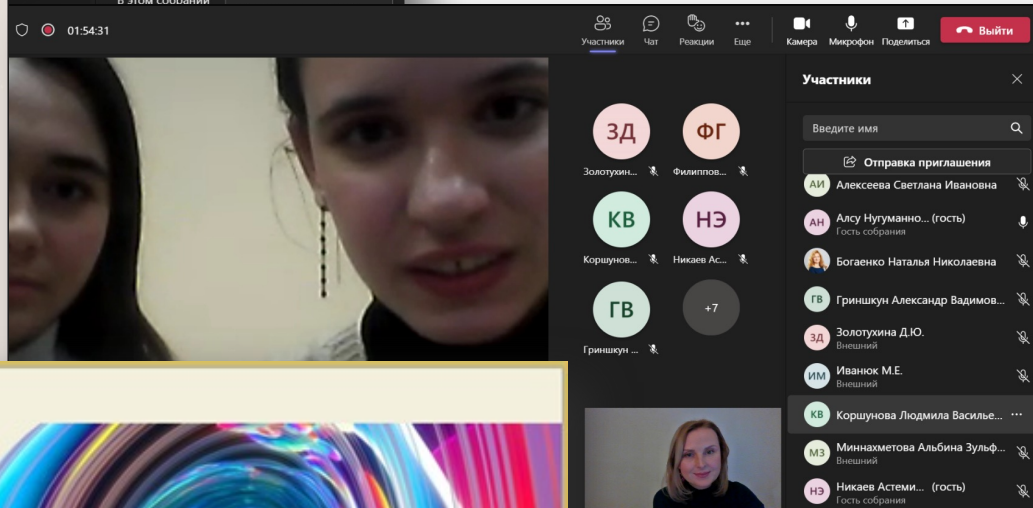 В этом собрании
01:54:31
Участники
Чат
Реакции
Еще
Камера
Микрофон
Поделиться
Выйти
Участники
Введите имя
Отправка приглашения
ЗД
Золотухин...
ФГ
Филиппов...
КВ
Коршунов...
НЭ
Никаев Ас...
ГВ
Гриншкун ...
+7
АИ
Алексеева Светлана Ивановна
АН
Алсу Нугуманно... (гость)
Гость собрания
Богаенко Наталья Николаевна
ГВ
Гриншкун Александр Вадимов...
ЗД
Золотухина Д.Ю.
Внешний
ИМ
Иванюк М.Е.
Внешний
КВ
Коршунова Людмила Василье... ...
МЗ
Миннахметова Альбина Зульф...
Внешний
НЭ
Никаев Астеми... (гость)
Гость собрания